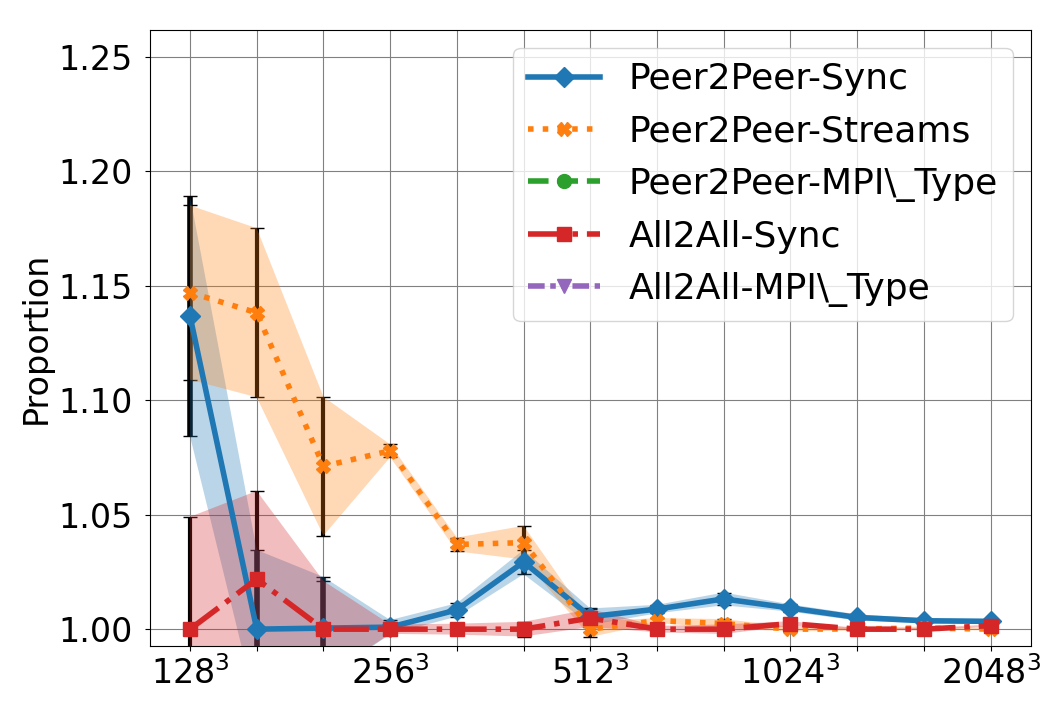 1.25
1.20
1.15
1.10
1.05
1.00
Proportion
Peer2Peer-Sync
Peer2Peer-Streams
Peer2Peer-MPI\_Type
All2All-Sync
All2All-MPI\_Type
128³ 256³ 512³ 1024³ 2048³